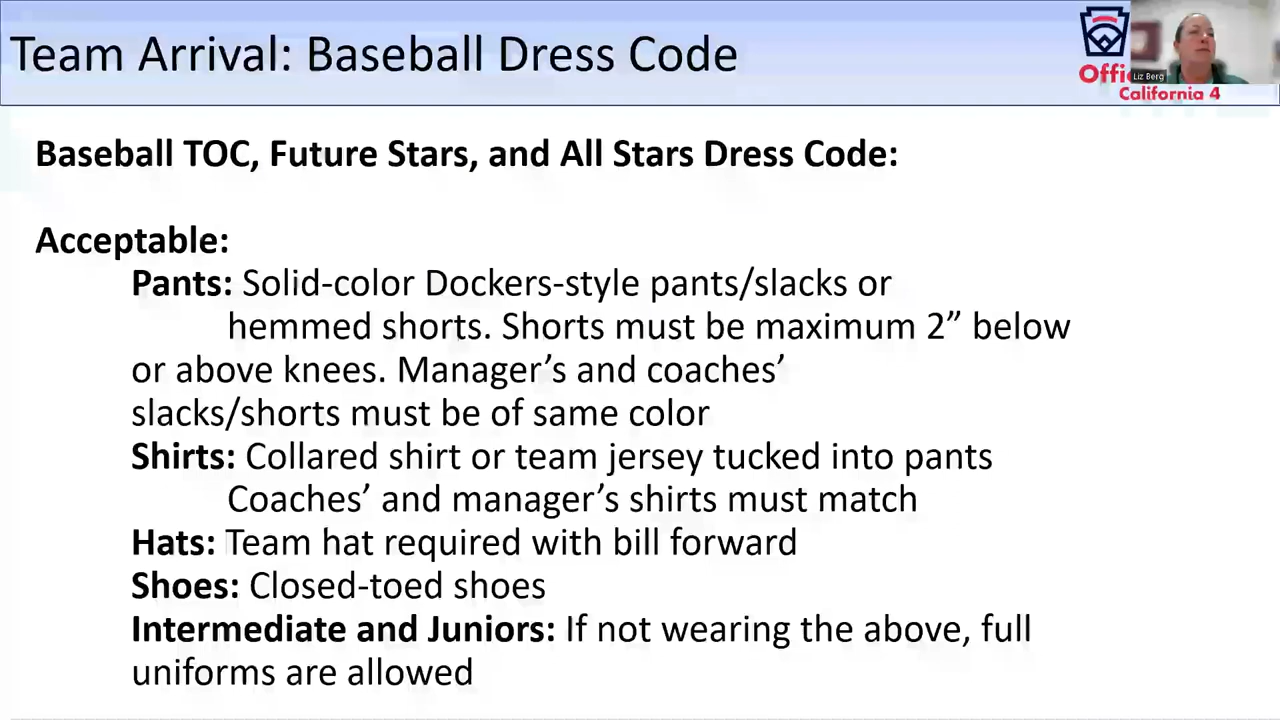 Team Arrival: Baseball Dress Code
Liz Berg
California 4
Baseball TOC, Future Stars, and All Stars Dress Code:
Acceptable:
Pants: Solid-color Dockers-style pants/slacks or
hemmed shorts. Shorts must be maximum 2” below
or above knees. Manager’s and coaches’
slacks/shorts must be of same color
Shirts: Collared shirt or team jersey tucked into pants
Coaches’ and manager’s shirts must match
Hats: Team hat required with bill forward
Shoes: Closed-toed shoes
Intermediate and Juniors: If not wearing the above, full
uniforms are allowed